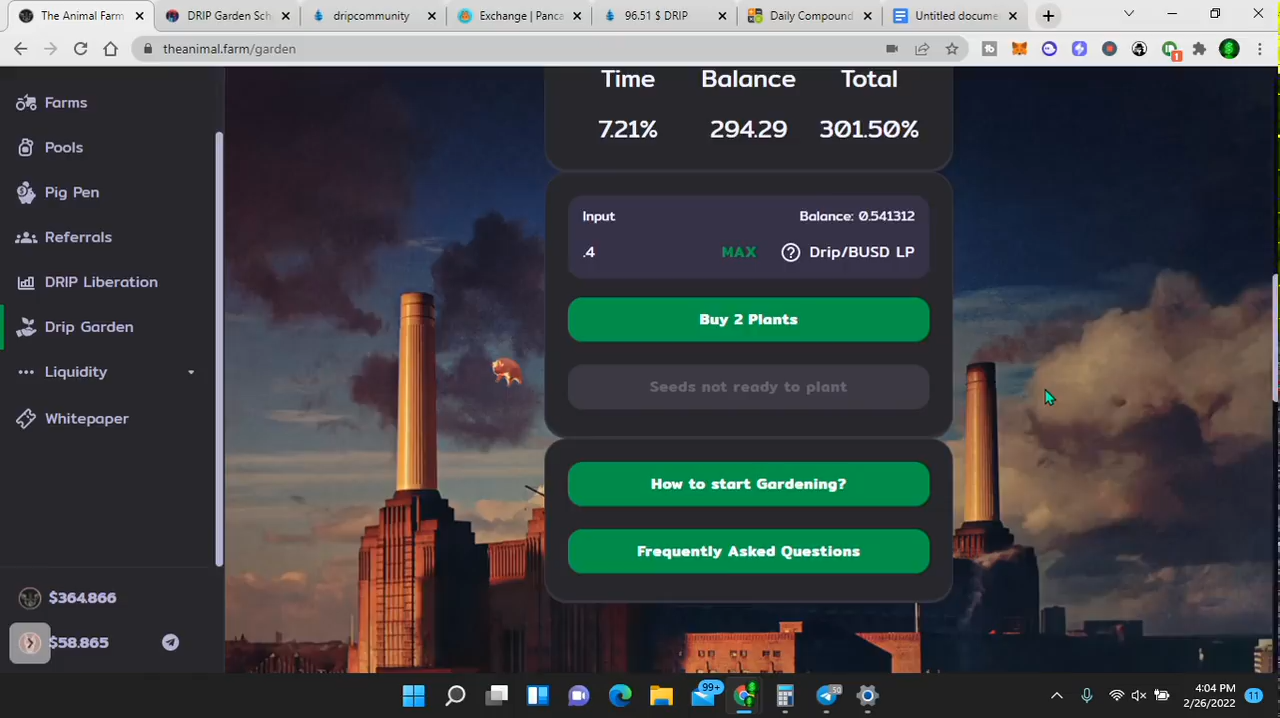 The Animal Farm
DRIP Garden Sch
dripcommunity
Exchange | Panca
96.51 $ DRIP
Daily Compound
Untitled docume
theanimal.farm/garden
Farms
Pools
Pig Pen
Referrals
DRIP Liberation
Drip Garden
Liquidity
Whitepaper
$364.866
$58.865
Time Balance Total
7.21% 294.29 301.50%
Input Balance: 0.541312
.4 MAX Drip/BUSD LP
Buy 2 Plants
Seeds not ready to plant
How to start Gardening?
Frequently Asked Questions
99+
50
4:04 PM
2/26/2022
11